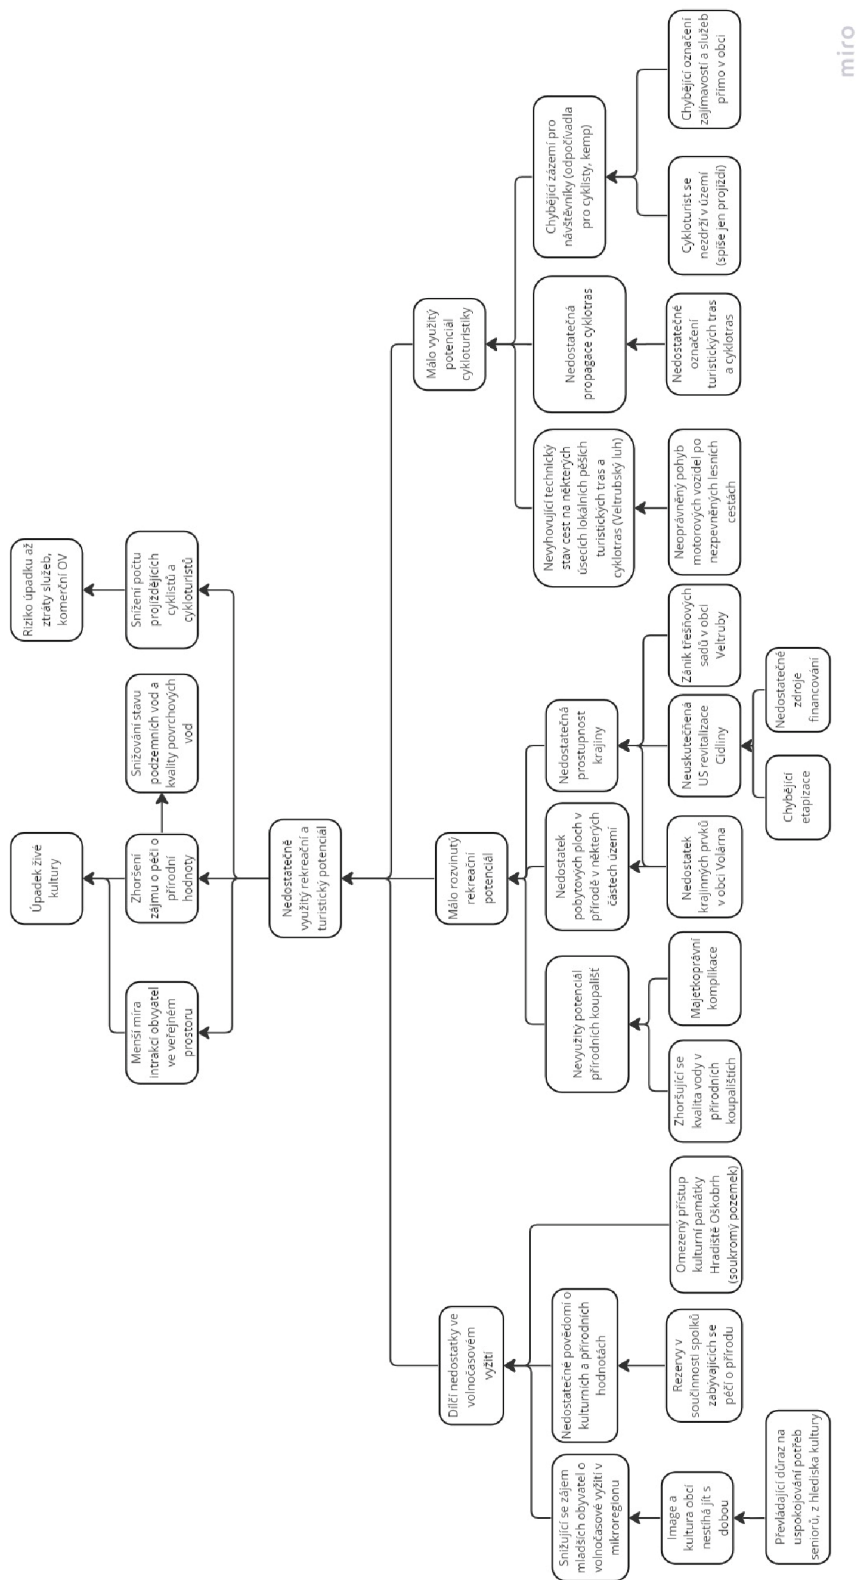 Úpadek živé
kultury
Riziko úpadku až
ztráty služeb,
komerční OV
Menší míra
intrakcí obyvatel
ve veřejném
prostoru
Zhoršení
zájmu o péči o
přírodní
hodnoty
Snižování stavu
podzemních vod a
kvality povrchových
vod
Snížení počtu
projíždějících
cyklistů a
cykloturistů
Nedostatečně
využitý rekreační a
turistický potenciál
Dílčí nedostatky ve
volnočasovém
vyžití
Málo rozvinutý
rekreační
potenciál
Málo využitý
potenciál
cykloturistiky
Snižující se zájem
mladších obyvatel o
volnočasové vyžití v
mikroregionu
Nedostatečné povědomí o
kulturních a přírodních
hodnotách
Nevyužitý potenciál
přírodních koupališť
Nedostatek
pobytových ploch v
přírodě v některých
částech území
Nedostatečná
prostupnost
krajiny
Nevyhovující technický
stav cest na některých
úsecích lokálních pěších
turistických tras a
cyklotras (Veltrubský luh)
Nedostatečná
propagace cyklotras
Chybějící zázemí pro
návštěvníky (odpočívadla
pro cyklisty, kemp)
Image a
kultura obcí
nestíhá jít s
dobou
Rezervy v
součinnosti spolků
zabývajících se
péčí o přírodu
Omezený přístup
kulturní památky
Hradiště Oškobrh
(soukromý pozemek)
Zhoršující se
kvalita vody v
přírodních
koupalištích
Majetkoprávní
komplikace
Nedostatek
krajinných prvků
v obci Volárna
Neuskutečněná
US revitalizace
Cidliny
Zánik třešňových
sadů v obci
Veltruby
Neoprávněný pohyb
motorových vozidel po
nezpevněných lesních
cestách
Nedostatečné
označení
turistických tras
a cyklotras
Cykloturist se
nezdrží v území
(spíše jen projíždí)
Chybějící označení
zajímavostí a služeb
přímo v obci
Převládající důraz na
uspokojování potřeb
seniorů, z hlediska kultury
Chybějící
etapizace
Nedostatečné
zdroje
financování
miro